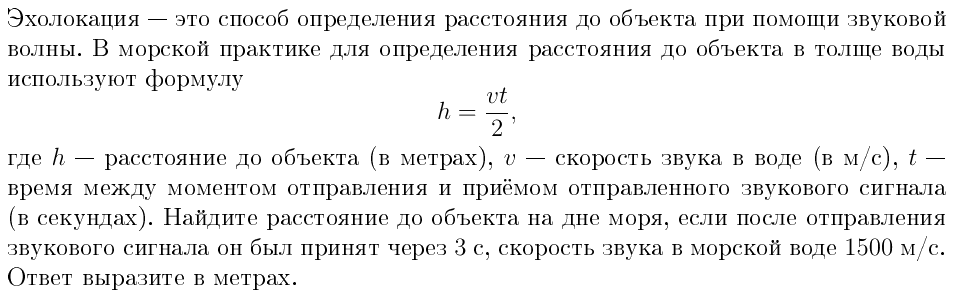 Эхолокация — это способ определения расстояния до объекта при помощи звуковой
волны. В морской практике для определения расстояния до объекта в толще воды
используют формулу
h = vt/2,
где h — расстояние до объекта (в метрах), v — скорость звука в воде (в м/с), t —
время между моментом отправления и приёмом отправленного звукового сигнала
(в секундах). Найдите расстояние до объекта на дне моря, если после отправления
звукового сигнала он был принят через 3 с, скорость звука в морской воде 1500 м/с.
Ответ выразите в метрах.